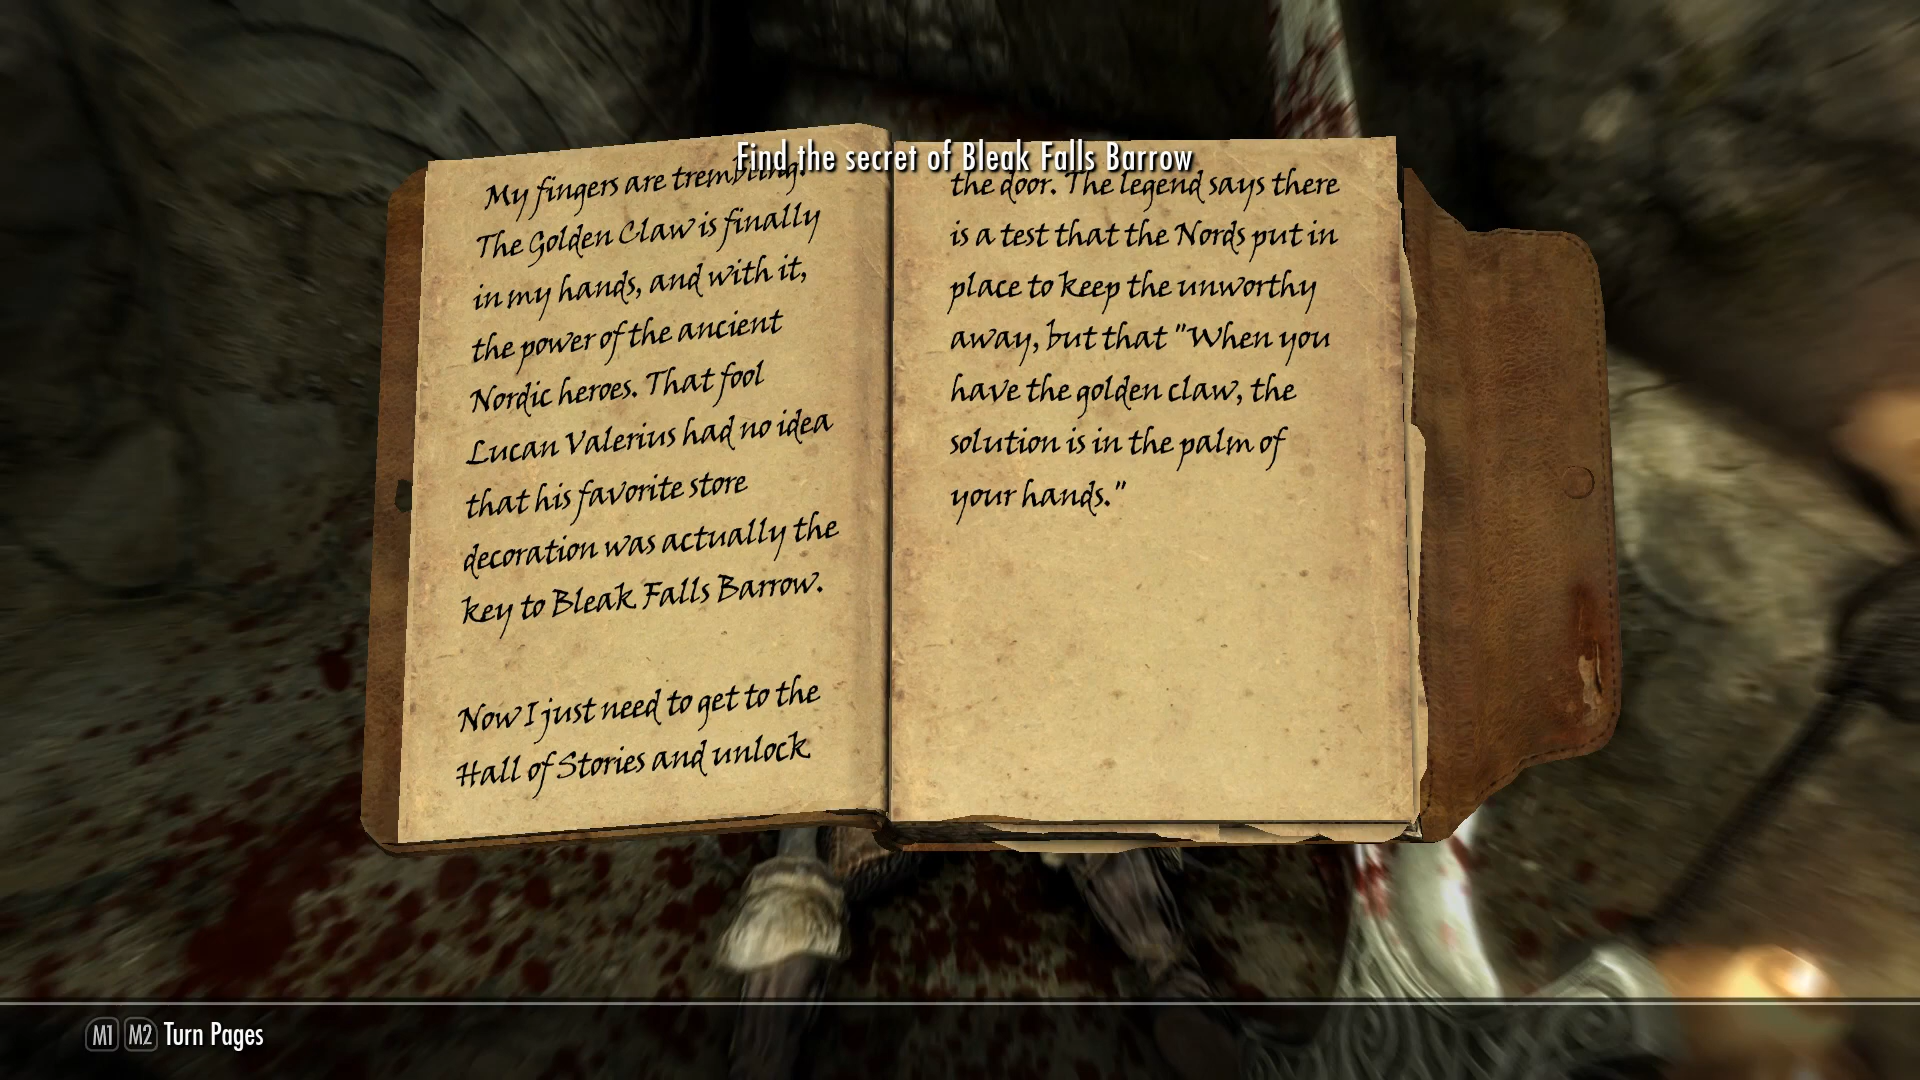 Find the secret of Bleak Falls Barrow
My fingers are trembling.
The Golden Claw is finally
in my hands, and with it,
the power of the ancient
Nordic heroes. That fool
Lucan Valerius had no idea
that his favorite store
decoration was actually the
key to Bleak Falls Barrow.
Now I just need to get to the
Hall of Stories and unlock
the door. The legend says there
is a test that the Nords put in
place to keep the unworthy
away, but that "When you
have the golden claw, the
solution is in the palm of
your hands."
M1 M2 Turn Pages